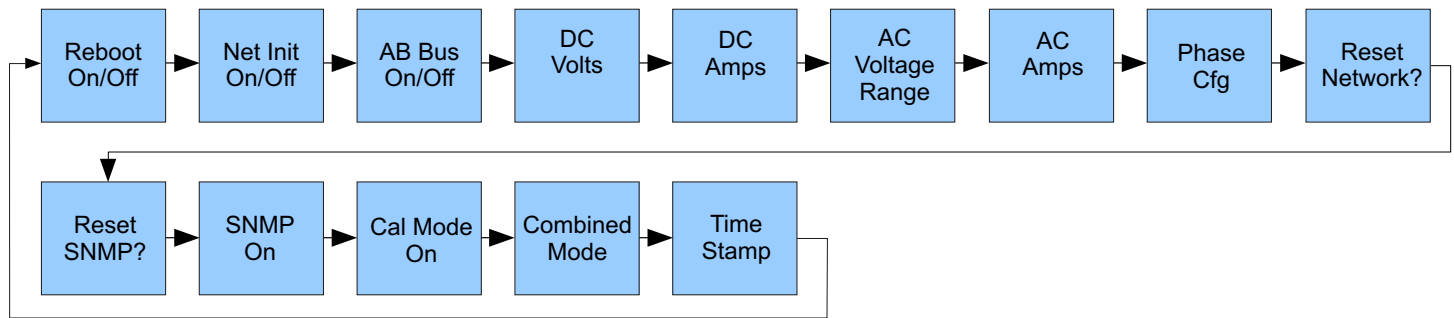 Reboot
On/Off
Net Init
On/Off
AB Bus
On/Off
DC
Volts
DC
Amps
AC
Voltage
Range
AC
Amps
Phase
Cfg
Reset
Network?
Reset
SNMP?
SNMP
On
Cal Mode
On
Combined
Mode
Time
Stamp